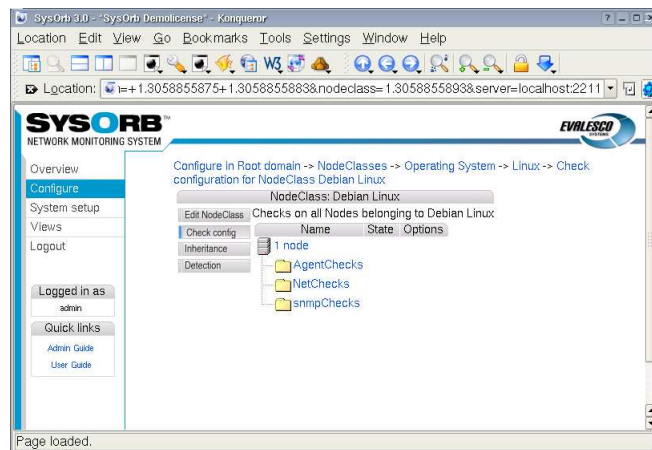 SysOrb 3.0 - "SysOrb Demolicense" - Konqueror
Location Edit View Go Bookmarks Tools Settings Window Help
Location: =+1.3058855875+1.3058855883&nodeclass=1.3058855893&server=localhost:2211
SYSORB™
NETWORK MONITORING SYSTEM
EVALESCO
SYSTEMS
Overview
Configure
System setup
Views
Logout
Logged in as
admin
Quick links
Admin Guide
User Guide
Configure in Root domain -> NodeClasses -> Operating System -> Linux -> Check
configuration for NodeClass Debian Linux
NodeClass: Debian Linux
Edit NodeClass
Check config
Inheritance
Detection
Checks on all Nodes belonging to Debian Linux
Name State Options
1 node
AgentChecks
NetChecks
snmpChecks
Page loaded.